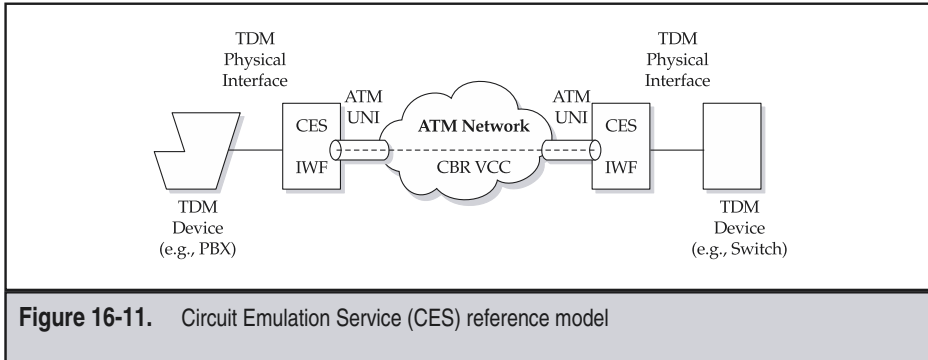 TDM
Physical
Interface
TDM
Physical
Interface
ATM
UNI
ATM
UNI
CES
IWF
ATM Network
CBR VCC
CES
IWF
TDM
Device
(e.g., PBX)
TDM
Device
(e.g., Switch)
Figure 16-11. Circuit Emulation Service (CES) reference model